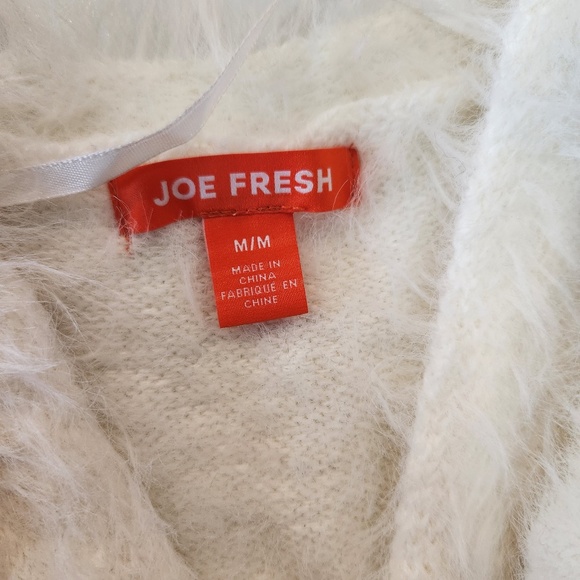 JOE FRESH
M/M
MADE IN
CHINA
FABRIQUE EN
CHINE